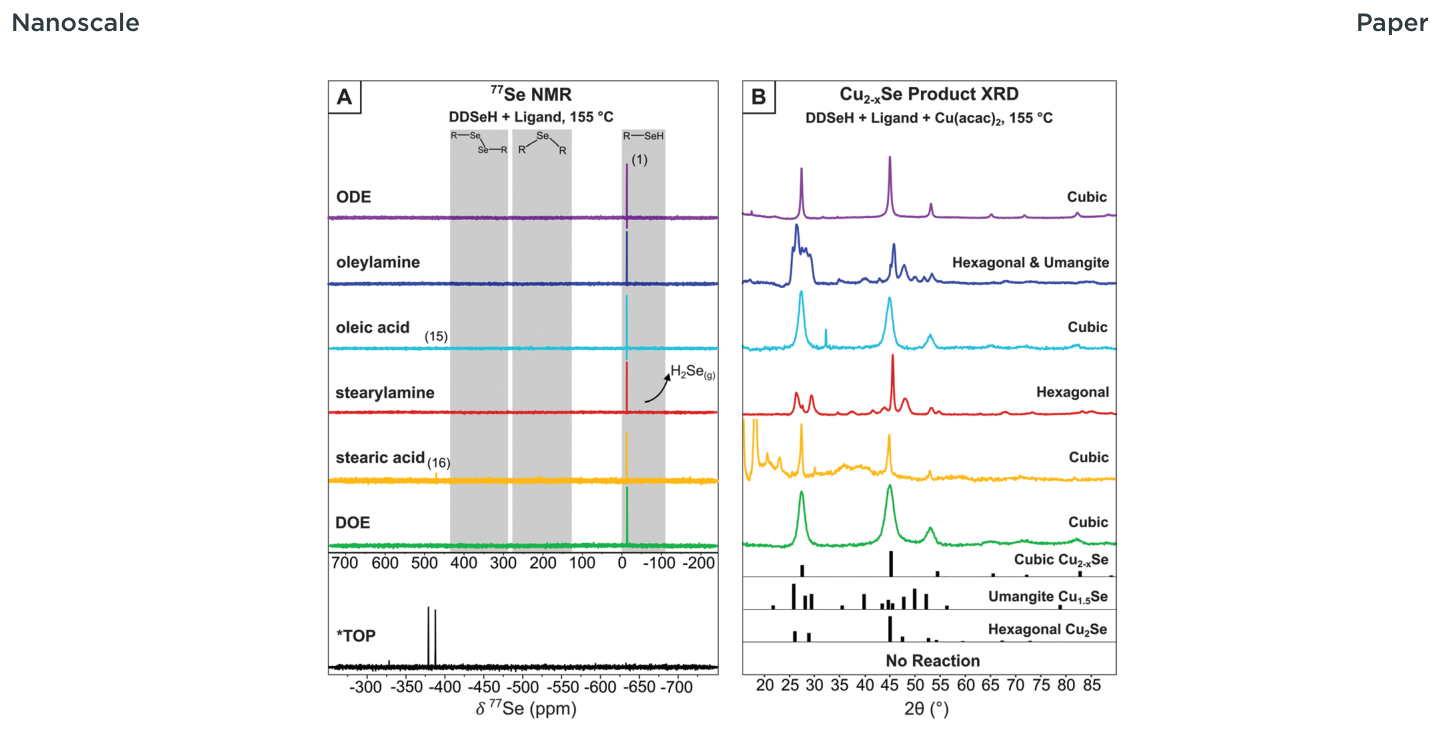 Nanoscale
Paper
A
⁷⁷Se NMR
DDSeH + Ligand, 155 °C
R—Se
Se—R
Se
R R
R—SeH
(1)
ODE
oleylamine
oleic acid
(15)
stearylamine
H₂Se₍g₎
stearic acid
(16)
DOE
700 600 500 400 300 200 100 0 -100 -200
*TOP
-300 -350 -400 -450 -500 -550 -600 -650 -700
δ ⁷⁷Se (ppm)
B
Cu₂₋ₓSe Product XRD
DDSeH + Ligand + Cu(acac)₂, 155 °C
Cubic
Hexagonal & Umangite
Cubic
Hexagonal
Cubic
Cubic
Cubic Cu₂₋ₓSe
Umangite Cu₁.₅Se
Hexagonal Cu₂Se
No Reaction
20 25 30 35 40 45 50 55 60 65 70 75 80 85
2θ (°)